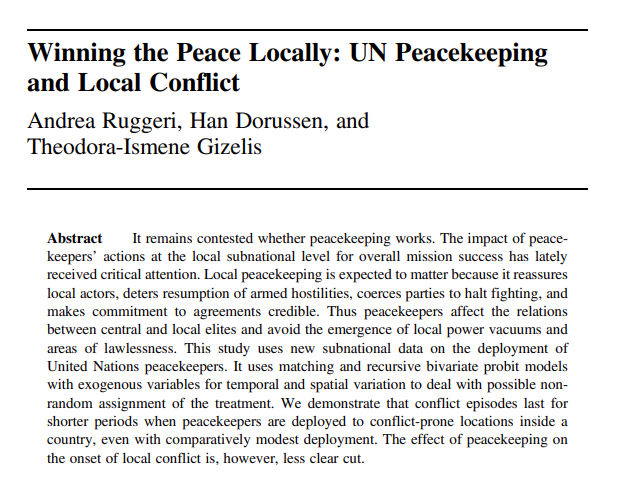 Winning the Peace Locally: UN Peacekeeping
and Local Conflict
Andrea Ruggeri, Han Dorussen, and
Theodora-Ismene Gizelis
Abstract It remains contested whether peacekeeping works. The impact of peace-
keepers' actions at the local subnational level for overall mission success has lately
received critical attention. Local peacekeeping is expected to matter because it reassures
local actors, deters resumption of armed hostilities, coerces parties to halt fighting, and
makes commitment to agreements credible. Thus peacekeepers affect the relations
between central and local elites and avoid the emergence of local power vacuums and
areas of lawlessness. This study uses new subnational data on the deployment of
United Nations peacekeepers. It uses matching and recursive bivariate probit models
with exogenous variables for temporal and spatial variation to deal with possible non-
random assignment of the treatment. We demonstrate that conflict episodes last for
shorter periods when peacekeepers are deployed to conflict-prone locations inside a
country, even with comparatively modest deployment. The effect of peacekeeping on
the onset of local conflict is, however, less clear cut.